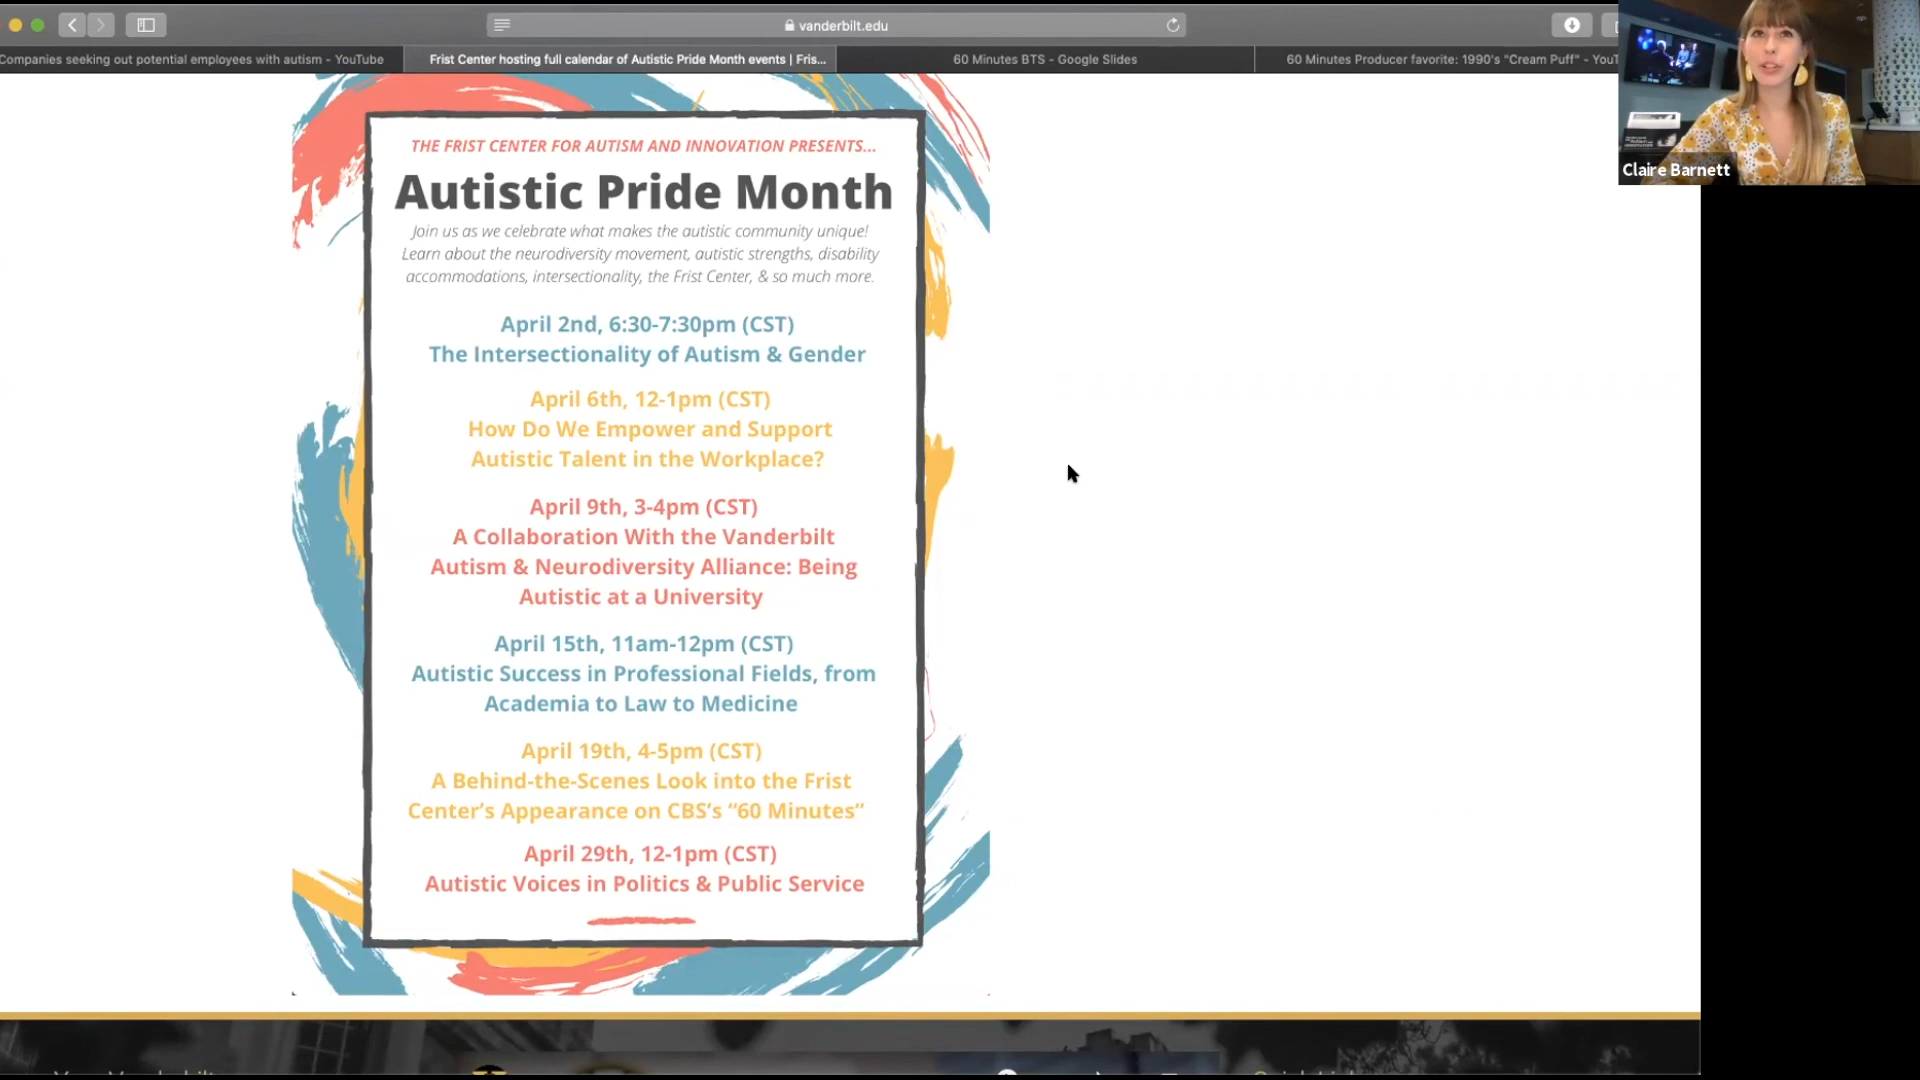 vanderbilt.edu
Companies seeking out potential employees with autism - YouTube
Frist Center hosting full calendar of Autistic Pride Month events | Fris...
60 Minutes BTS - Google Slides
60 Minutes Producer favorite: 1990's "Cream Puff" - YouT
Claire Barnett
THE FRIST CENTER FOR AUTISM AND INNOVATION PRESENTS...
Autistic Pride Month
Join us as we celebrate what makes the autistic community unique!
Learn about the neurodiversity movement, autistic strengths, disability
accommodations, intersectionality, the Frist Center, & so much more.
April 2nd, 6:30-7:30pm (CST)
The Intersectionality of Autism & Gender
April 6th, 12-1pm (CST)
How Do We Empower and Support
Autistic Talent in the Workplace?
April 9th, 3-4pm (CST)
A Collaboration With the Vanderbilt
Autism & Neurodiversity Alliance: Being
Autistic at a University
April 15th, 11am-12pm (CST)
Autistic Success in Professional Fields, from
Academia to Law to Medicine
April 19th, 4-5pm (CST)
A Behind-the-Scenes Look into the Frist
Center's Appearance on CBS's “60 Minutes”
April 29th, 12-1pm (CST)
Autistic Voices in Politics & Public Service